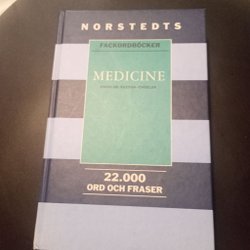 NORSTEDTS
FACKORDBÖCKER
MEDICINE
22.000
ORD OCH FRASER